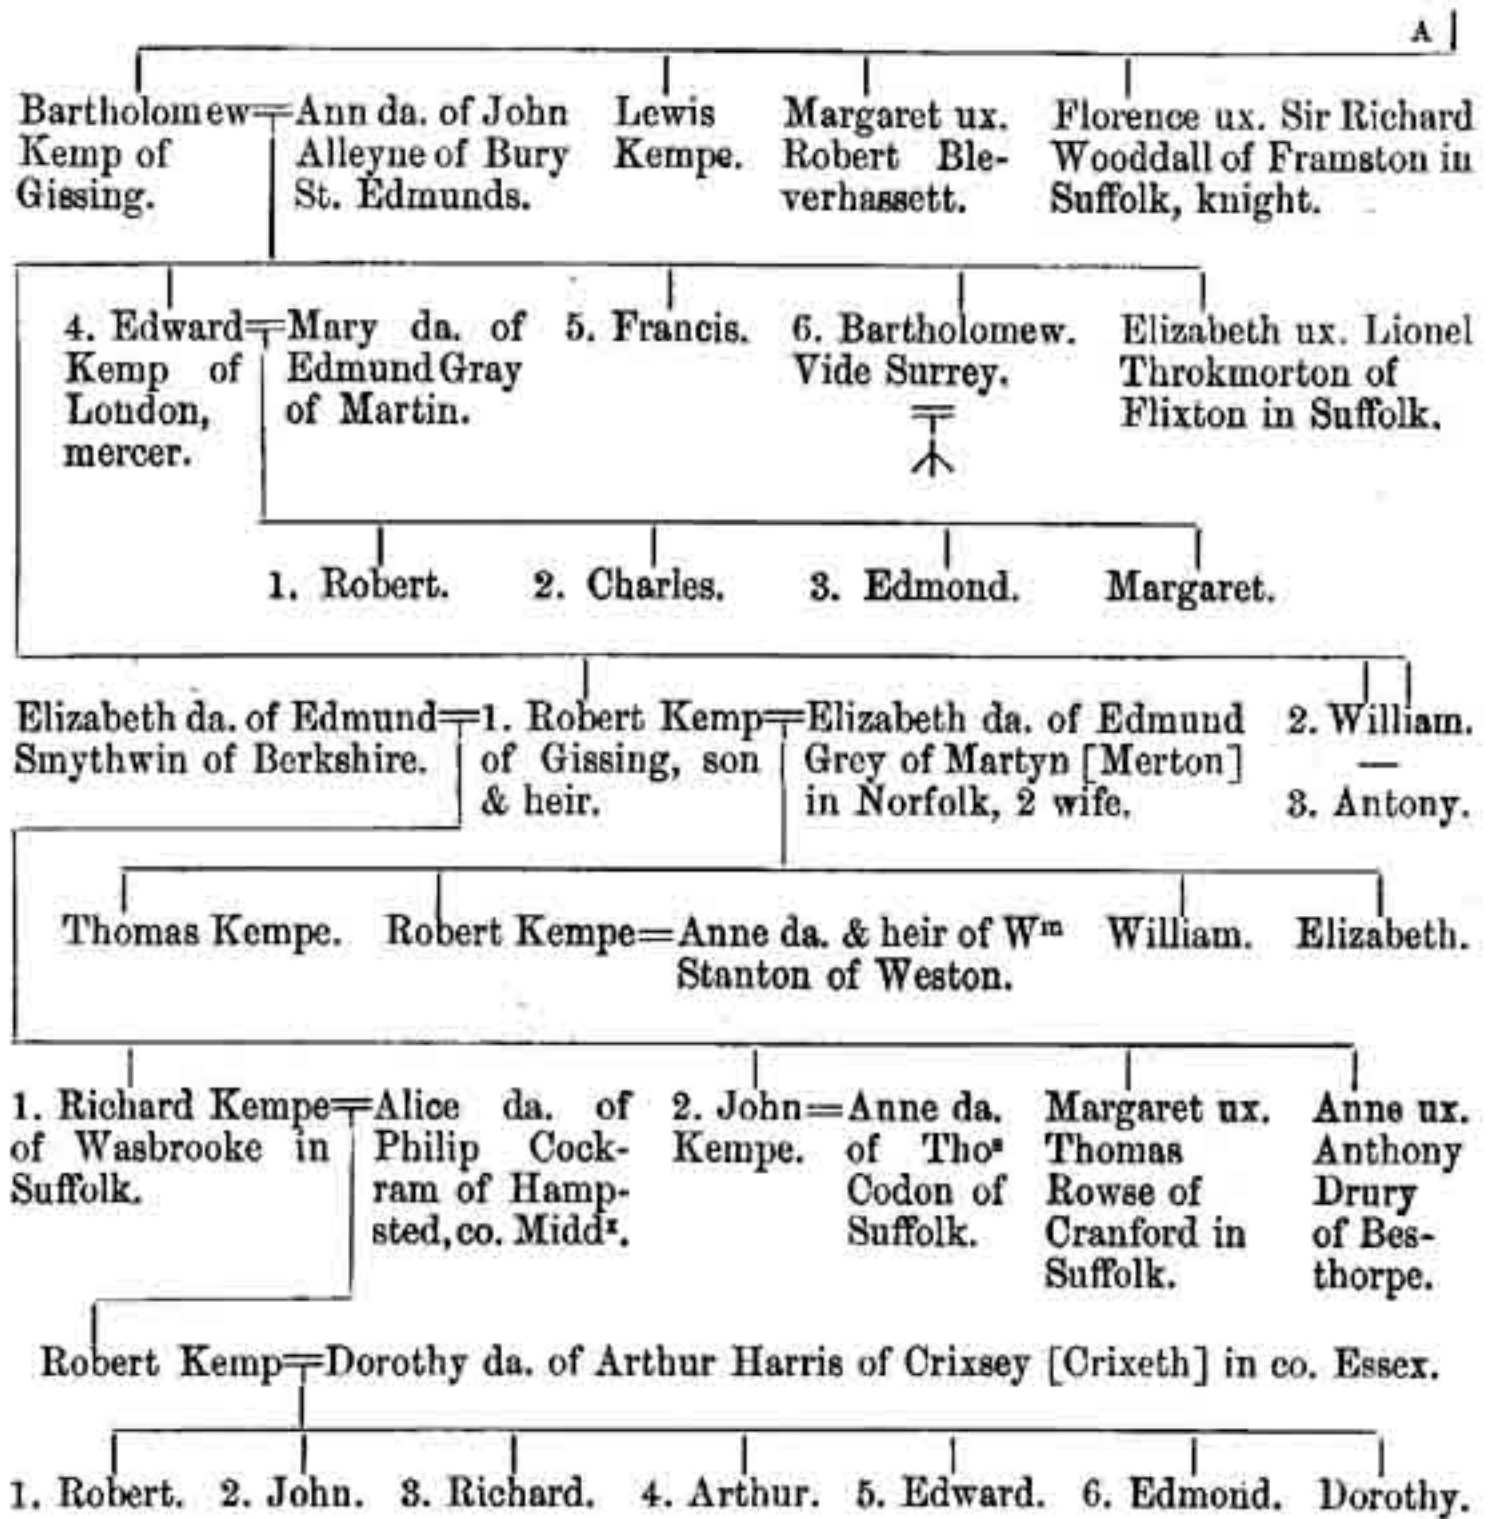 A
Bartholomew Ann da. of John Lewis Margaret ux. Florence ux. Sir Richard
Kemp of Alleyne of Bury Kempe. Robert Ble- Wooddall of Framston in
Gissing. St. Edmunds. verhassett. Suffolk, knight.
4. Edward Mary da. of 5. Francis. 6. Bartholomew. Elizabeth ux. Lionel
Kemp of Edmund Gray Vide Surrey. Throkmorton of
London, of Martin. Flixton in Suffolk.
mercer.
1. Robert. 2. Charles. 3. Edmond. Margaret.
Elizabeth da. of Edmund 1. Robert Kemp Elizabeth da. of Edmund 2. William.
Smythwin of Berkshire. of Gissing, son Grey of Martyn [Merton] —
& heir. in Norfolk, 2 wife. 3. Antony.
Thomas Kempe. Robert Kempe=Anne da. & heir of Wᵐ William. Elizabeth.
Stanton of Weston.
1. Richard Kempe Alice da. of 2. John=Anne da. Margaret ux. Anne ux.
of Wasbrooke in Philip Cock- Kempe. of Thoˢ Thomas Anthony
Suffolk. ram of Hamp- Codon of Rowse of Drury
sted, co. Middˣ. Suffolk. Cranford in of Bes-
Suffolk. thorpe.
Robert Kemp Dorothy da. of Arthur Harris of Crixsey [Crixeth] in co. Essex.
1. Robert. 2. John. 3. Richard. 4. Arthur. 5. Edward. 6. Edmond. Dorothy.